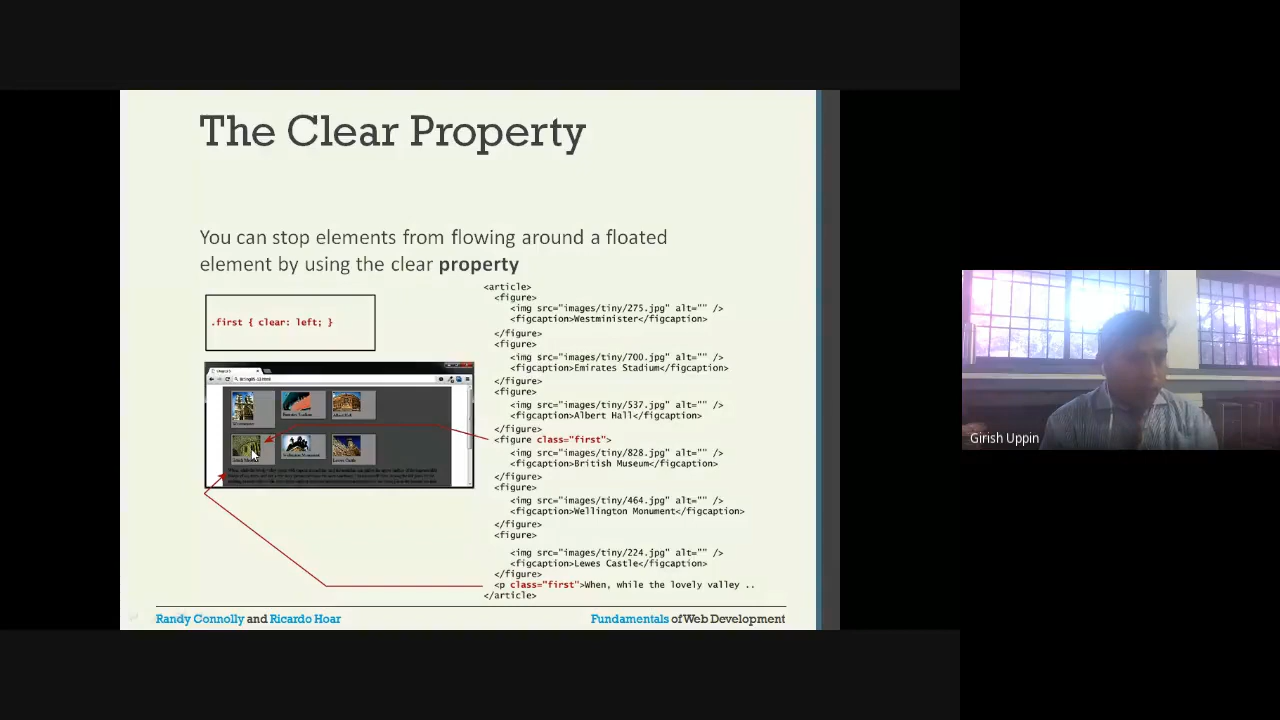 The Clear Property
You can stop elements from flowing around a floated
element by using the clear property
.first { clear: left; }
<article>
<figure>
<img src="images/tiny/275.jpg" alt="" />
<figcaption>Westminister</figcaption>
</figure>
<figure>
<img src="images/tiny/700.jpg" alt="" />
<figcaption>Emirates Stadium</figcaption>
</figure>
<figure>
<img src="images/tiny/537.jpg" alt="" />
<figcaption>Albert Hall</figcaption>
</figure>
<figure class="first">
<img src="images/tiny/828.jpg" alt="" />
<figcaption>British Museum</figcaption>
</figure>
<figure>
<img src="images/tiny/464.jpg" alt="" />
<figcaption>Wellington Monument</figcaption>
</figure>
<figure>
<img src="images/tiny/224.jpg" alt="" />
<figcaption>Lewes Castle</figcaption>
</figure>
<p class="first">When, while the lovely valley ..
</article>
Randy Connolly and Ricardo Hoar
Fundamentals of Web Development
Girish Uppin